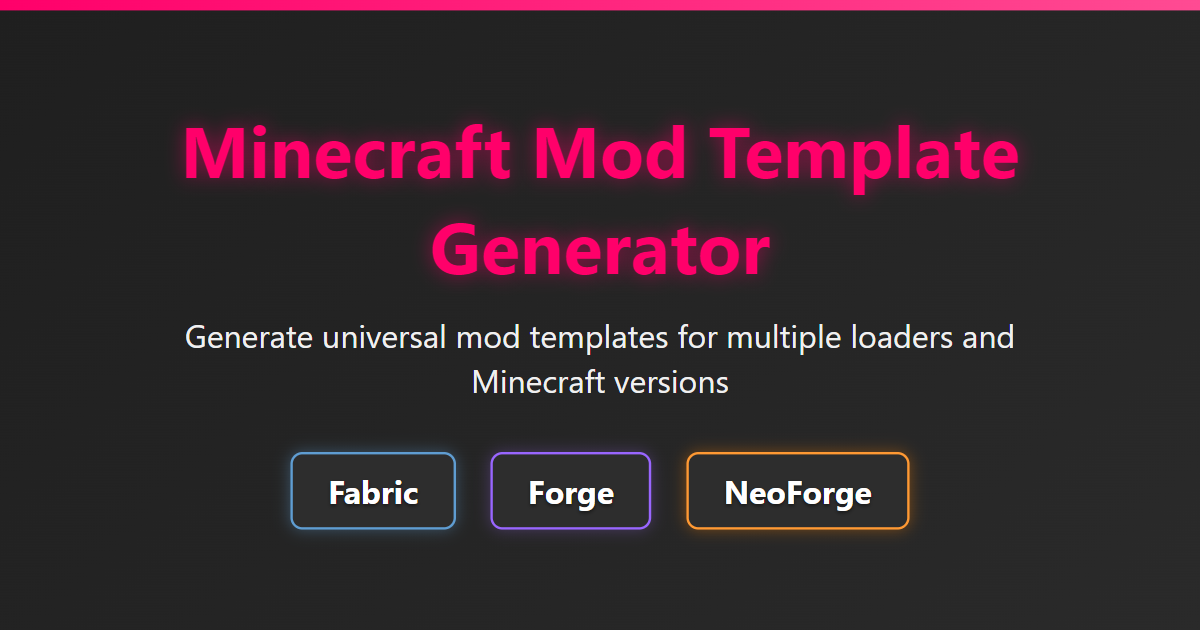 Minecraft Mod Template
Generator
Generate universal mod templates for multiple loaders and
Minecraft versions
Fabric
Forge
NeoForge